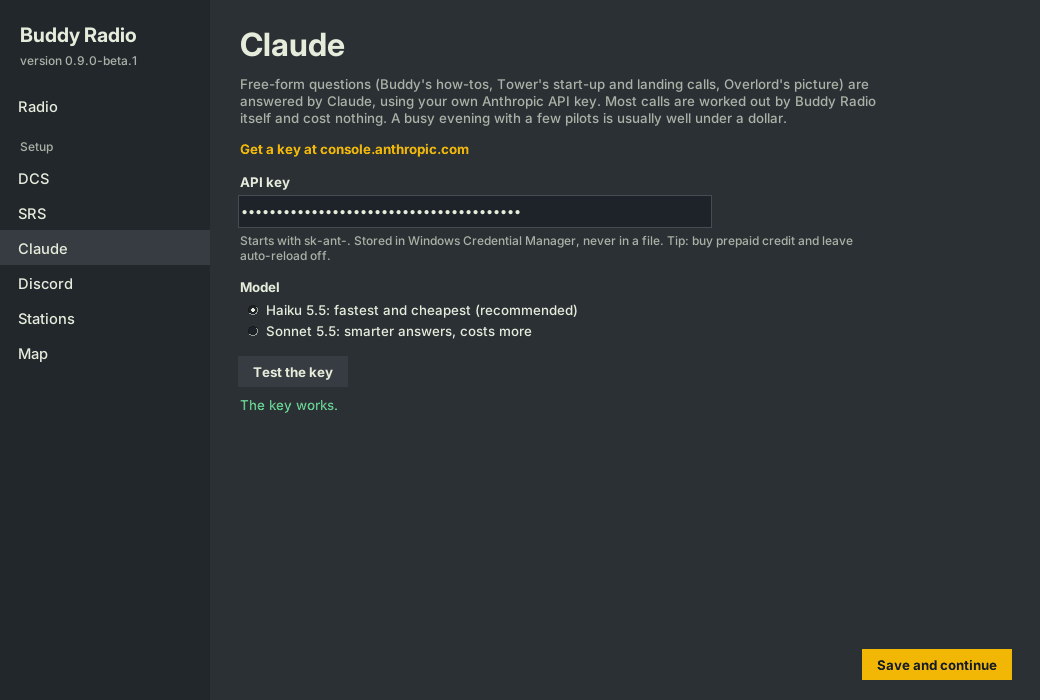 Buddy Radio
version 0.9.0-beta.1
Radio
Setup
DCS
SRS
Claude
Discord
Stations
Map
Claude
Free-form questions (Buddy's how-tos, Tower's start-up and landing calls, Overlord's picture) are
answered by Claude, using your own Anthropic API key. Most calls are worked out by Buddy Radio
itself and cost nothing. A busy evening with a few pilots is usually well under a dollar.
Get a key at console.anthropic.com
API key
••••••••••••••••••••••••••••••••••••••••
Starts with sk-ant-. Stored in Windows Credential Manager, never in a file. Tip: buy prepaid credit and leave
auto-reload off.
Model
Haiku 5.5: fastest and cheapest (recommended)
Sonnet 5.5: smarter answers, costs more
Test the key
The key works.
Save and continue